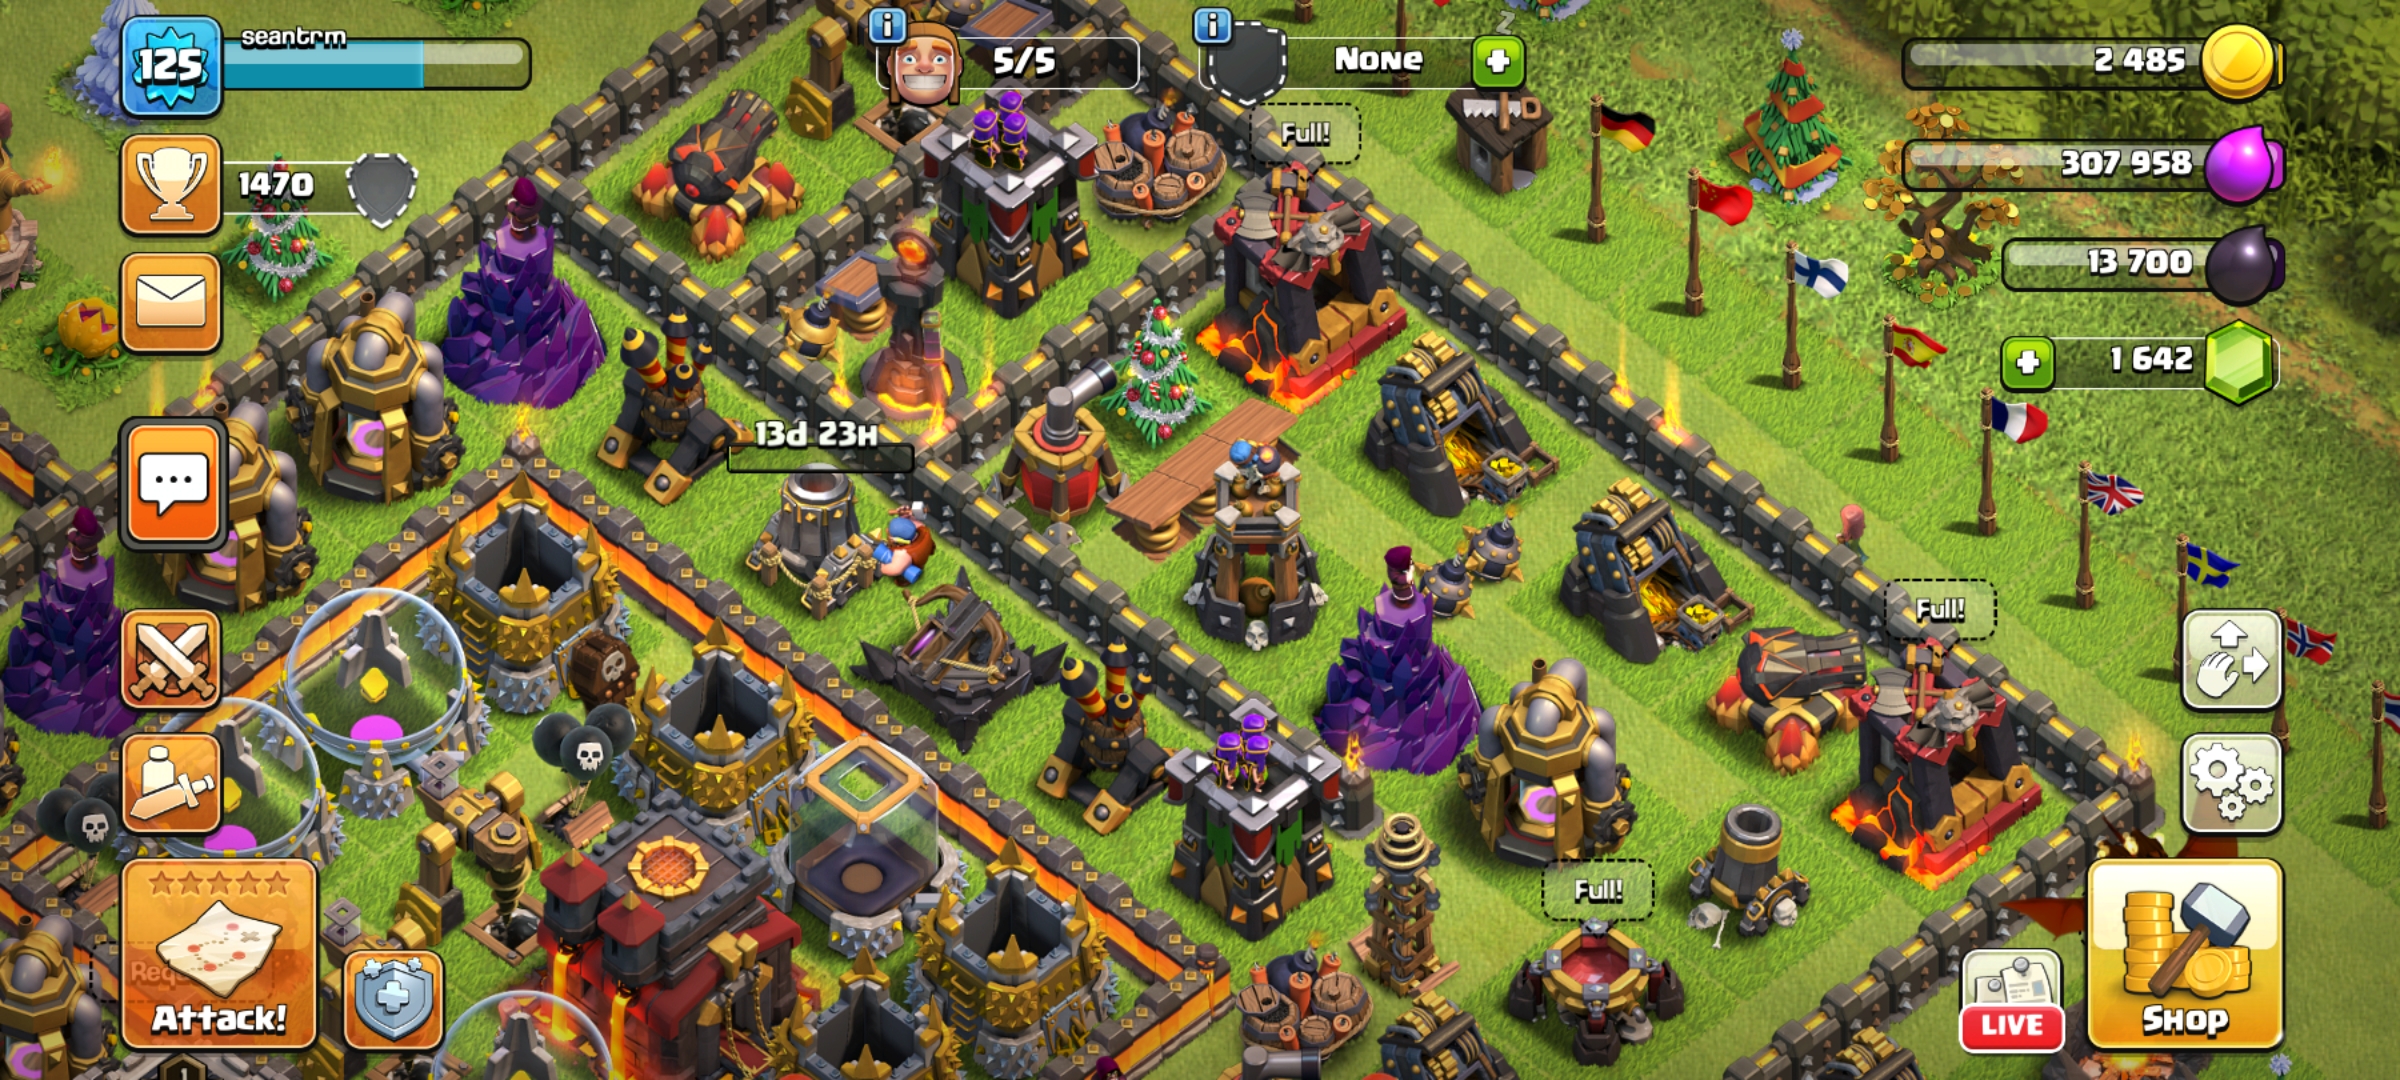 125
seantrm
5/5
None
2 485
Full!
307 958
1470
13 700
1 642
13d 23H
Full!
Full!
Attack!
LIVE
Shop
1